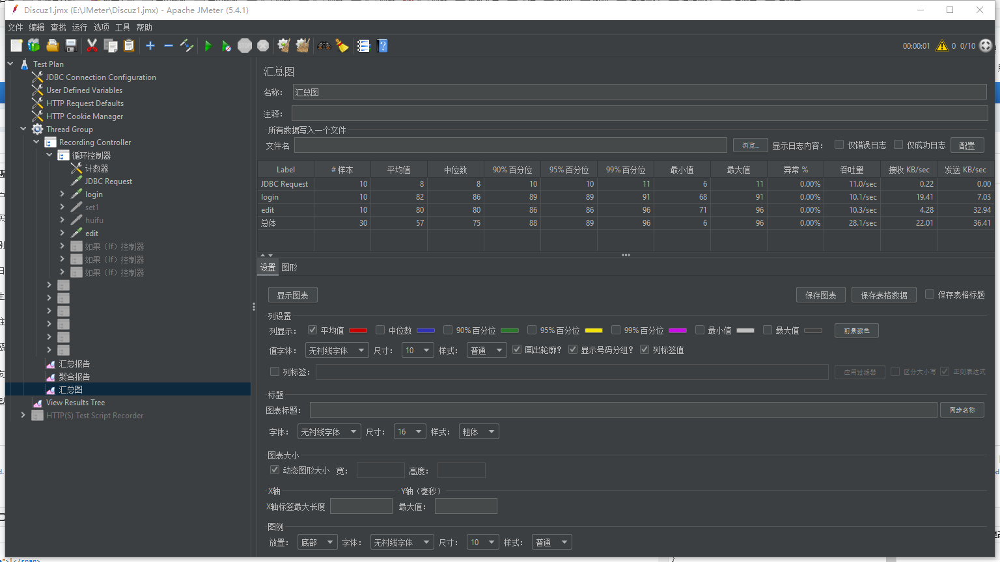 Discuz1.jmx (E:\JMeter\Discuz1.jmx) - Apache JMeter (5.4.1)
文件 编辑 查找 运行 选项 工具 帮助
STOP
00:00:01 0 0/10
Test Plan
JDBC Connection Configuration
User Defined Variables
HTTP Request Defaults
HTTP Cookie Manager
Thread Group
Recording Controller
循环控制器
计数器
JDBC Request
login
set1
huifu
edit
如果（If）控制器
如果（If）控制器
如果（If）控制器
汇总报告
聚合报告
汇总图
View Results Tree
HTTP(S) Test Script Recorder
汇总图
名称： 汇总图
注释：
所有数据写入一个文件
文件名 浏览... 显示日志内容： 仅错误日志 仅成功日志 配置
Label # 样本 平均值 中位数 90% 百分位 95% 百分位 99% 百分位 最小值 最大值 异常 % 吞吐量 接收 KB/sec 发送 KB/sec
JDBC Request 10 8 8 10 10 11 6 11 0.00% 11.0/sec 0.22 0.00
login 10 82 86 89 89 91 68 91 0.00% 10.1/sec 19.41 7.03
edit 10 80 80 86 86 96 71 96 0.00% 10.3/sec 4.28 32.94
总体 30 57 75 88 89 96 6 96 0.00% 28.1/sec 22.01 36.41
设置 图形
显示图表 保存图表 保存表格数据 保存表格标题
列设置
列显示： 平均值 中位数 90% 百分位 95% 百分位 99% 百分位 最小值 最大值 前景颜色
值字体： 无衬线字体 尺寸： 10 样式： 普通 画出轮廓? 显示号码分组? 列标签值
列标签： 应用过滤器 区分大小写 正则表达式
标题
图表标题： 同步名称
字体： 无衬线字体 尺寸： 16 样式： 粗体
图表大小
动态图形大小 宽： 高度：
X轴 Y轴（毫秒）
X轴标签最大长度 最大值：
图例
放置： 底部 字体： 无衬线字体 尺寸： 10 样式： 普通